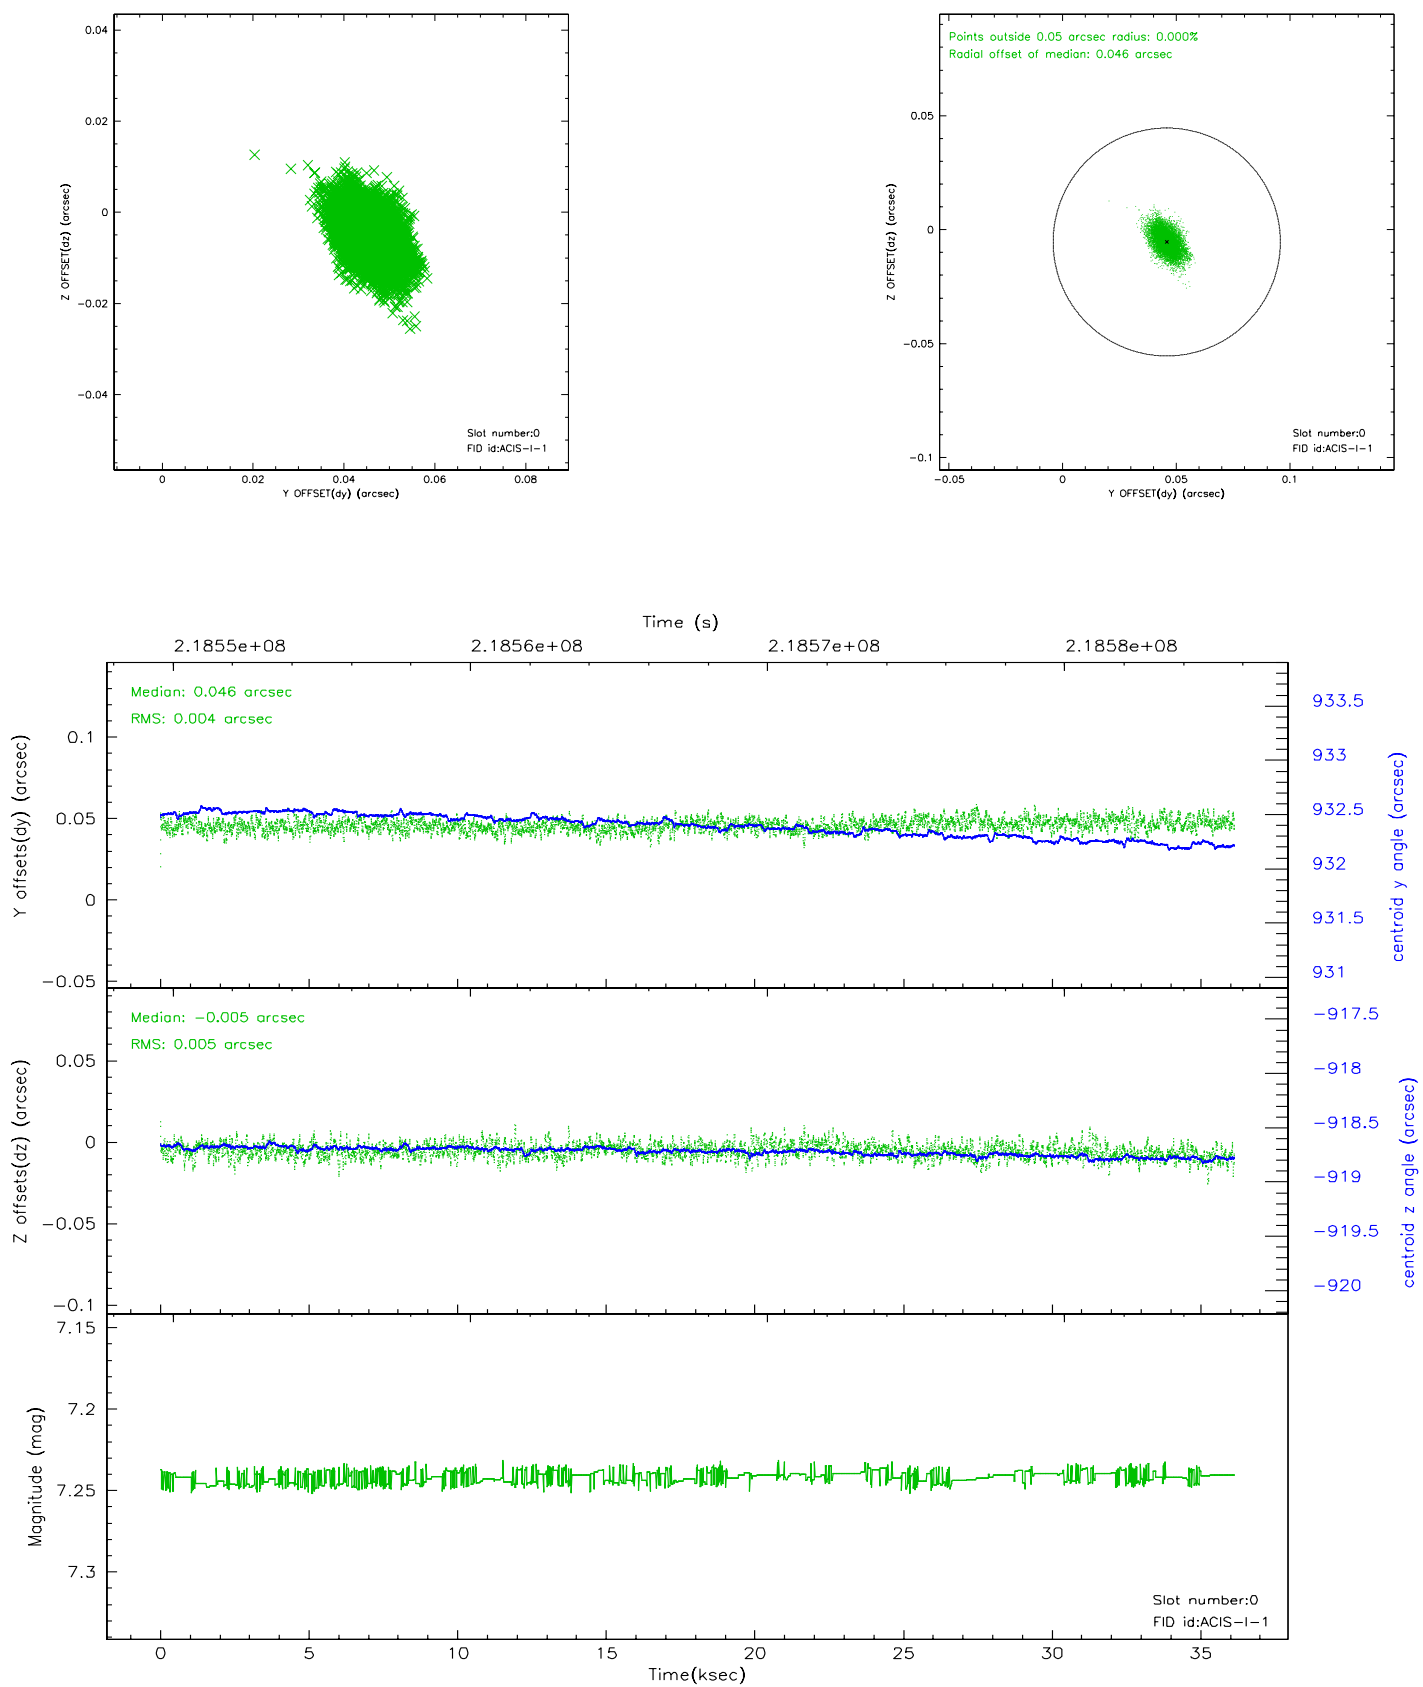 0.04
0.02
0
-0.02
-0.04
Z OFFSET(dz) (arcsec)
Slot number:0
FID id:ACIS-I-1
0 0.02 0.04 0.06 0.08
Y OFFSET(dy) (arcsec)
Points outside 0.05 arcsec radius: 0.000%
Radial offset of median: 0.046 arcsec
0.05
0
-0.05
-0.1
Z OFFSET(dz) (arcsec)
Slot number:0
FID id:ACIS-I-1
-0.05 0 0.05 0.1
Y OFFSET(dy) (arcsec)
Time (s)
2.1855e+08 2.1856e+08 2.1857e+08 2.1858e+08
Median: 0.046 arcsec
RMS: 0.004 arcsec
0.1
0.05
0
-0.05
Y offsets(dy) (arcsec)
933.5
933
932.5
932
931.5
931
centroid y angle (arcsec)
Median: -0.005 arcsec
RMS: 0.005 arcsec
0.05
0
-0.05
-0.1
Z offsets(dz) (arcsec)
-917.5
-918
-918.5
-919
-919.5
-920
centroid z angle (arcsec)
7.15
7.2
7.25
7.3
Magnitude (mag)
Slot number:0
FID id:ACIS-I-1
0 5 10 15 20 25 30 35
Time(ksec)